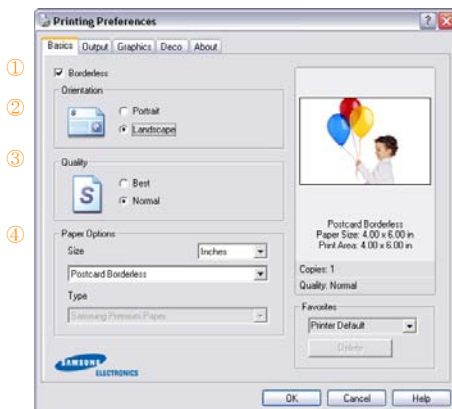 Printing Preferences
Basics Output Graphics Deco About
① Borderless
② Orientation
Portrait
Landscape
③ Quality
S
Best
Normal
④ Paper Options
Size Inches
Postcard Borderless
Type
Samsung Premium Paper
SAMSUNG
ELECTRONICS
Postcard Borderless
Paper Size: 4.00 x 6.00 in
Print Area: 4.00 x 6.00 in
Copies: 1
Quality: Normal
Favorites
Printer Default
Delete
OK Cancel Help